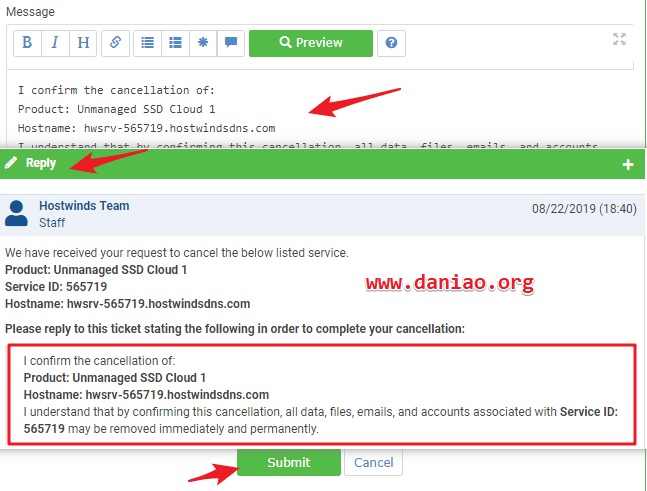 Message
B I H Preview ?
I confirm the cancellation of:
Product: Unmanaged SSD Cloud 1
Hostname: hwsrv-565719.hostwindsdns.com
I understand that by confirming this cancellation, all data, files, emails, and accounts
Reply +
Hostwinds Team
Staff
08/22/2019 (18:40)
We have received your request to cancel the below listed service.
Product: Unmanaged SSD Cloud 1
Service ID: 565719
Hostname: hwsrv-565719.hostwindsdns.com
www.daniao.org
Please reply to this ticket stating the following in order to complete your cancellation:
I confirm the cancellation of:
Product: Unmanaged SSD Cloud 1
Hostname: hwsrv-565719.hostwindsdns.com
I understand that by confirming this cancellation, all data, files, emails, and accounts associated with Service ID:
565719 may be removed immediately and permanently.
Submit Cancel